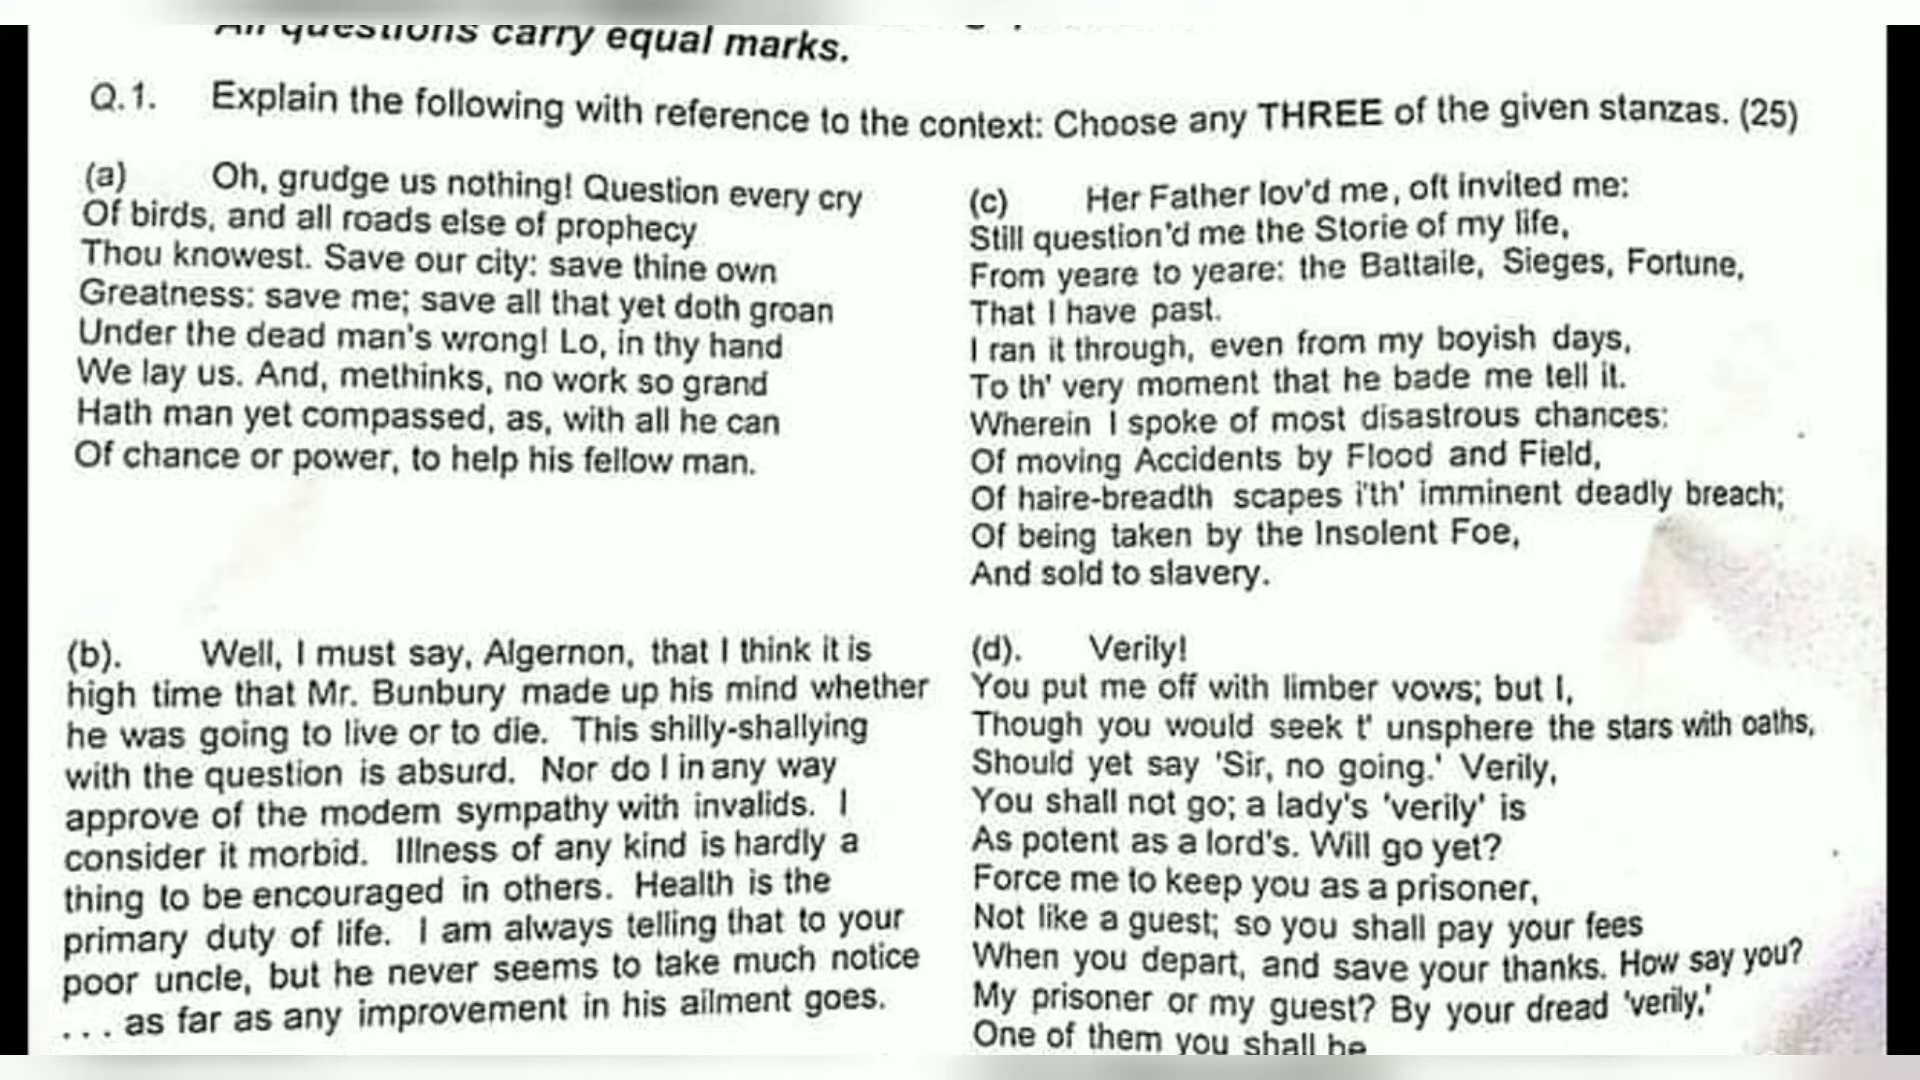 All questions carry equal marks.
Q.1. Explain the following with reference to the context: Choose any THREE of the given stanzas. (25)
(a) Oh, grudge us nothing! Question every cry
Of birds, and all roads else of prophecy
Thou knowest. Save our city: save thine own
Greatness: save me; save all that yet doth groan
Under the dead man's wrong! Lo, in thy hand
We lay us. And, methinks, no work so grand
Hath man yet compassed, as, with all he can
Of chance or power, to help his fellow man.
(c) Her Father lov'd me, oft invited me:
Still question'd me the Storie of my life,
From yeare to yeare: the Battaile, Sieges, Fortune,
That I have past.
I ran it through, even from my boyish days,
To th' very moment that he bade me tell it.
Wherein I spoke of most disastrous chances:
Of moving Accidents by Flood and Field,
Of haire-breadth scapes i'th' imminent deadly breach;
Of being taken by the Insolent Foe,
And sold to slavery.
(b). Well, I must say, Algernon, that I think it is
high time that Mr. Bunbury made up his mind whether
he was going to live or to die. This shilly-shallying
with the question is absurd. Nor do I in any way
approve of the modem sympathy with invalids. I
consider it morbid. Illness of any kind is hardly a
thing to be encouraged in others. Health is the
primary duty of life. I am always telling that to your
poor uncle, but he never seems to take much notice
. . . as far as any improvement in his ailment goes.
(d). Verily!
You put me off with limber vows; but I,
Though you would seek t' unsphere the stars with oaths,
Should yet say 'Sir, no going.' Verily,
You shall not go; a lady's 'verily' is
As potent as a lord's. Will go yet?
Force me to keep you as a prisoner,
Not like a guest; so you shall pay your fees
When you depart, and save your thanks. How say you?
My prisoner or my guest? By your dread 'verily,'
One of them you shall be